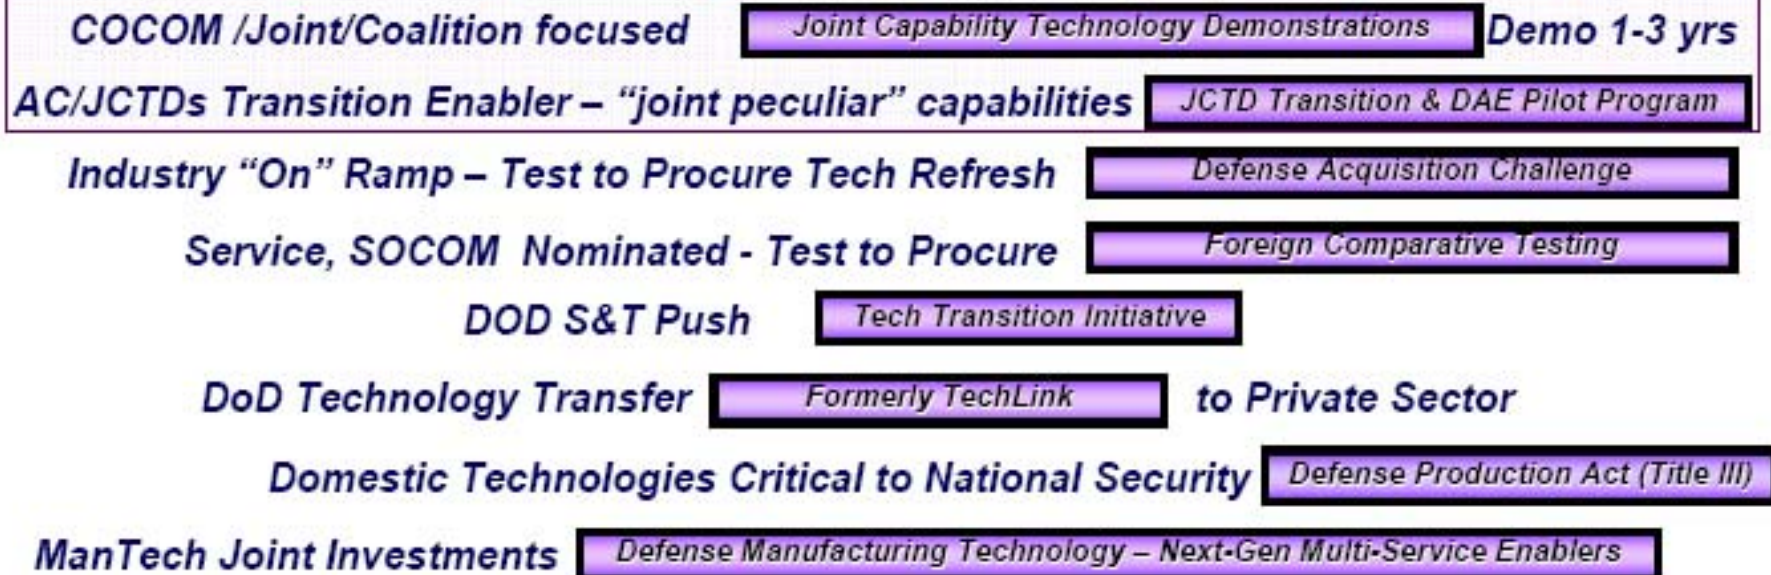 COCOM /Joint/Coalition focused Joint Capability Technology Demonstrations Demo 1-3 yrs
AC/JCTDs Transition Enabler – “joint peculiar” capabilities JCTD Transition & DAE Pilot Program
Industry “On” Ramp – Test to Procure Tech Refresh Defense Acquisition Challenge
Service, SOCOM Nominated - Test to Procure Foreign Comparative Testing
DOD S&T Push Tech Transition Initiative
DoD Technology Transfer Formerly TechLink to Private Sector
Domestic Technologies Critical to National Security Defense Production Act (Title III)
ManTech Joint Investments Defense Manufacturing Technology – Next-Gen Multi-Service Enablers